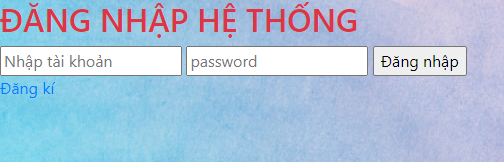 ĐĂNG NHẬP HỆ THỐNG
Nhập tài khoản password Đăng nhập
Đăng kí